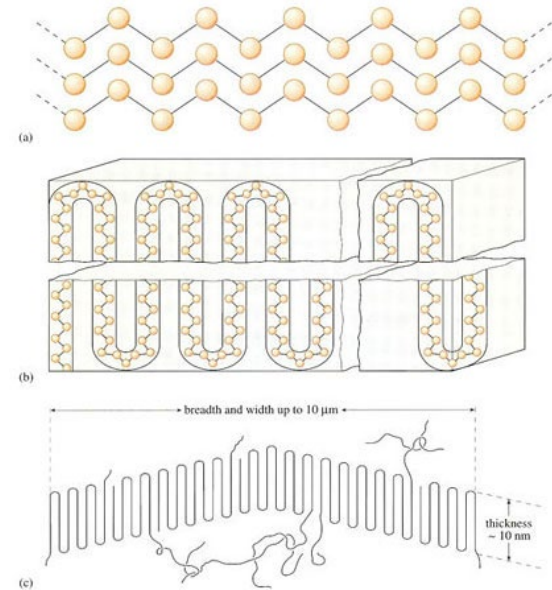 (a)
(b)
breadth and width up to 10 μm
thickness
~ 10 nm
(c)